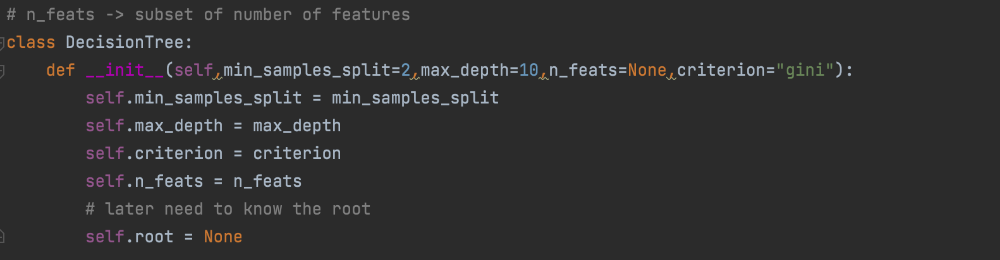 # n_feats -> subset of number of features
class DecisionTree:
    def __init__(self,min_samples_split=2,max_depth=10,n_feats=None,criterion="gini"):
        self.min_samples_split = min_samples_split
        self.max_depth = max_depth
        self.criterion = criterion
        self.n_feats = n_feats
        # later need to know the root
        self.root = None